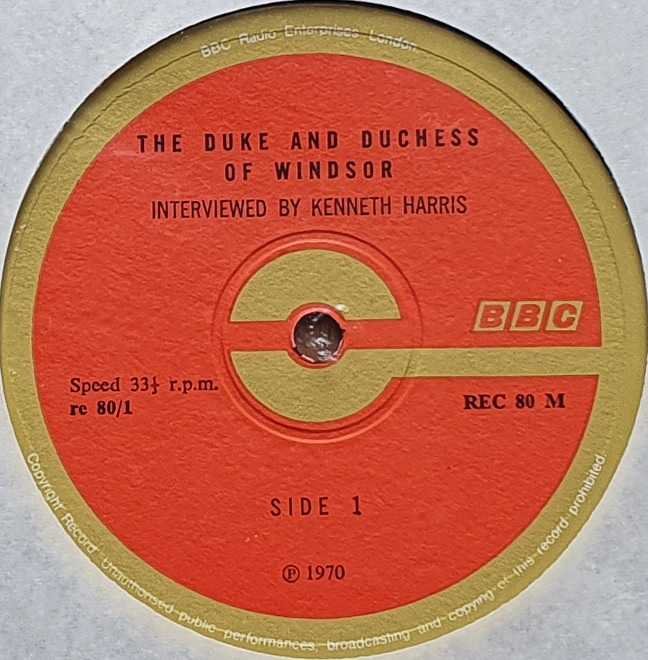 BBC Radio Enterprises London
THE DUKE AND DUCHESS
OF WINDSOR
INTERVIEWED BY KENNETH HARRIS
BBC
Speed 33⅓ r.p.m.
re 80/1
REC 80 M
SIDE 1
℗ 1970
Copyright Record. Unauthorised public performances, broadcasting and copying of this record prohibited.